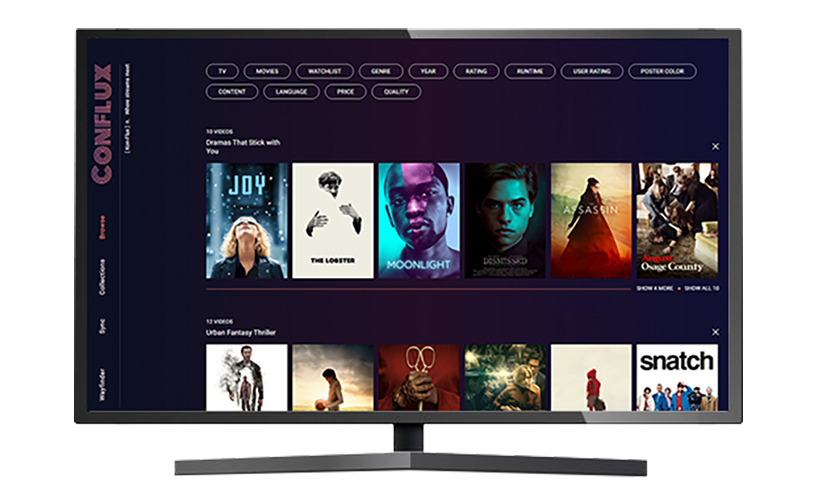 CONFLUX
[Kon-Flux] n. Where streams meet
Browse
Collections
Sync
Wayfinder
TV
MOVIES
WATCHLIST
GENRE
YEAR
RATING
RUNTIME
USER RATING
POSTER COLOR
CONTENT
LANGUAGE
PRICE
QUALITY
10 VIDEOS
Dramas That Stick with
You
JOY
THE LOBSTER
MOONLIGHT
DISMISSED
ASSASSIN
August
Osage County
SHOW 4 MORE
SHOW ALL 10
12 VIDEOS
Urban Fantasy Thriller
snatch